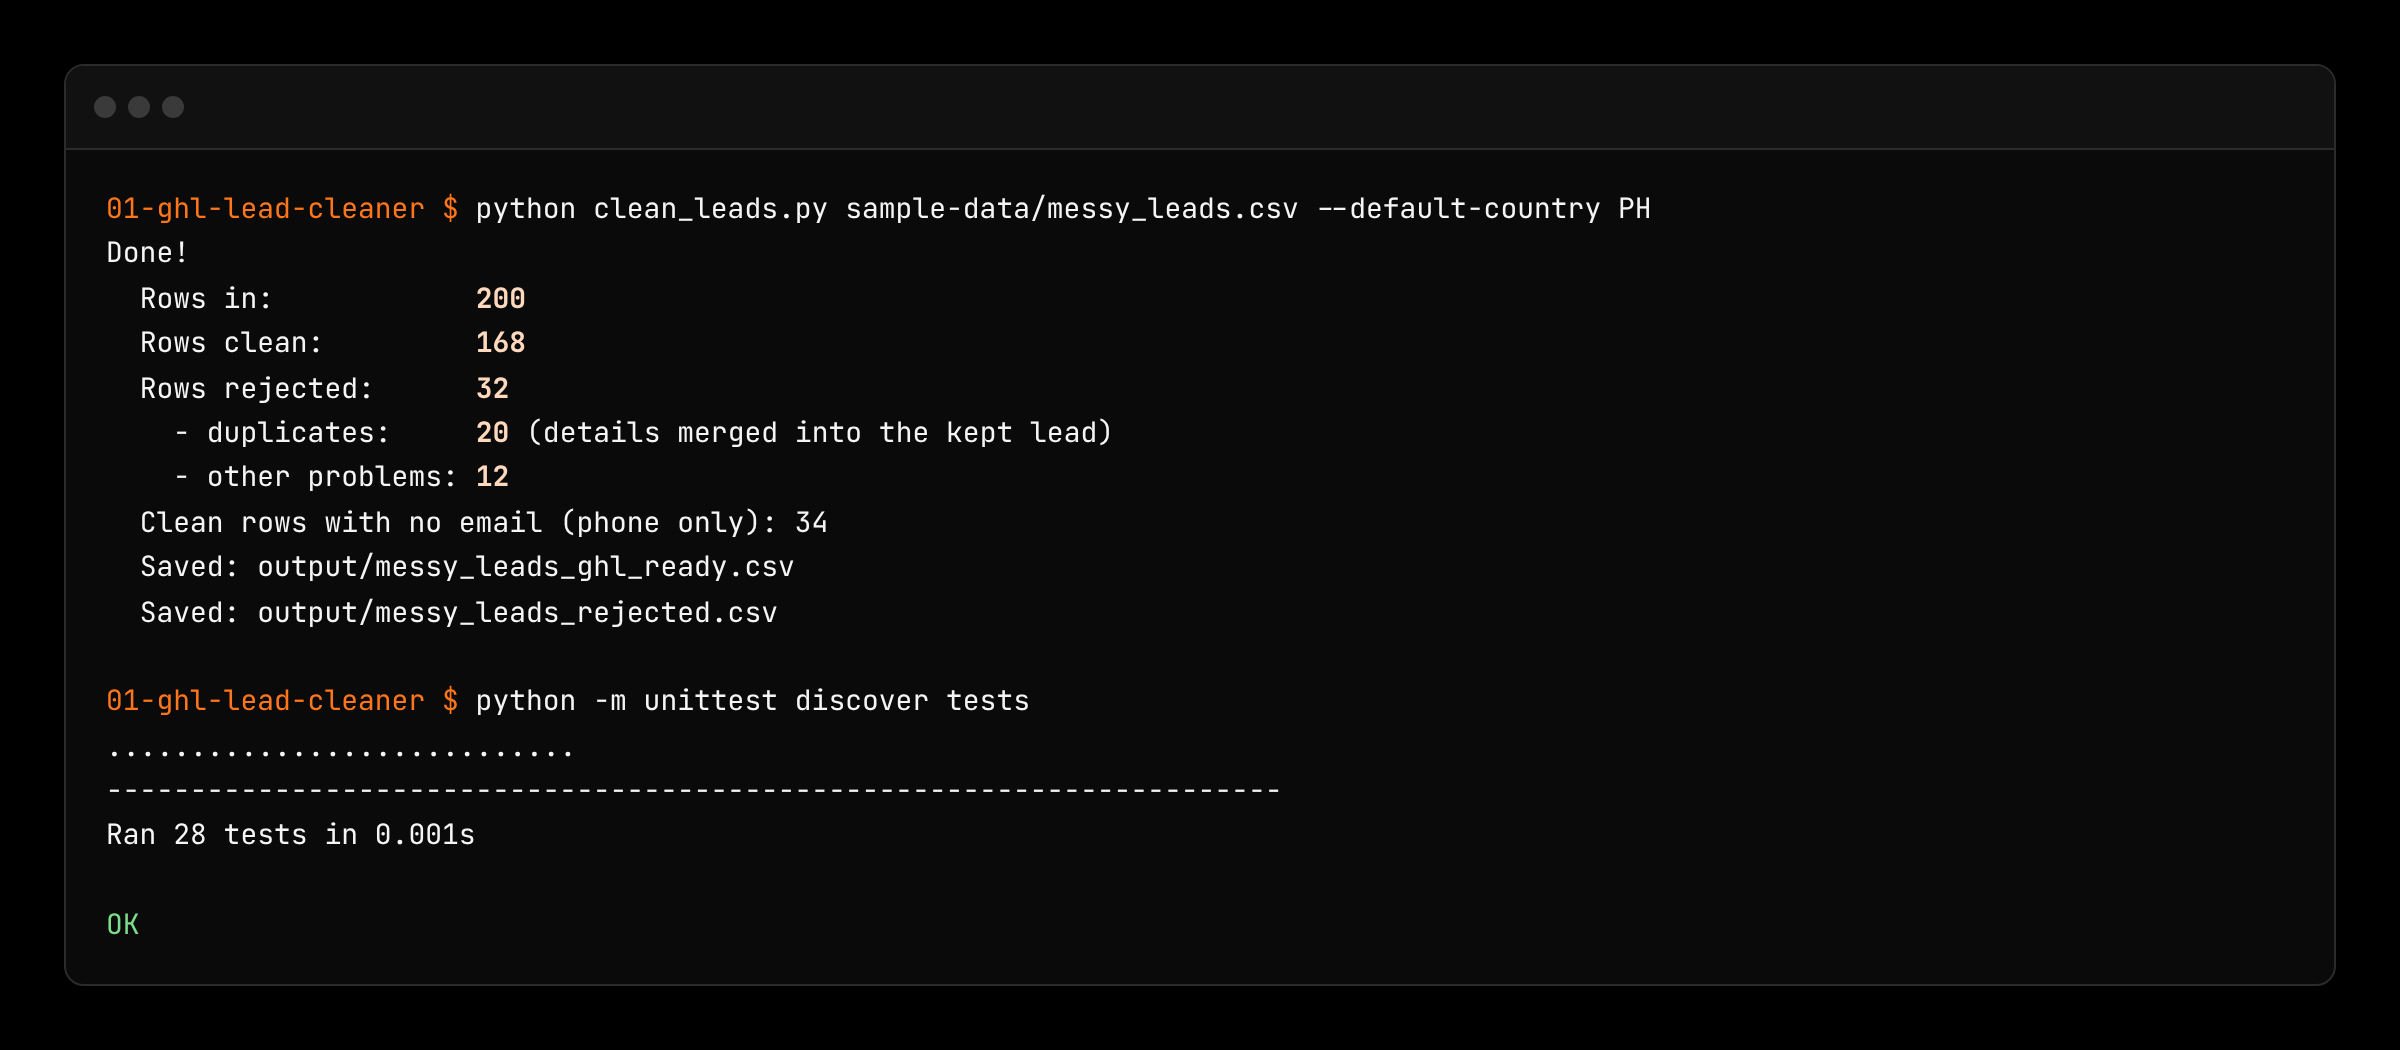 01-ghl-lead-cleaner $ python clean_leads.py sample-data/messy_leads.csv --default-country PH
Done!
  Rows in:            200
  Rows clean:         168
  Rows rejected:      32
    - duplicates:     20 (details merged into the kept lead)
    - other problems: 12
  Clean rows with no email (phone only): 34
  Saved: output/messy_leads_ghl_ready.csv
  Saved: output/messy_leads_rejected.csv
01-ghl-lead-cleaner $ python -m unittest discover tests
............................
----------------------------------------------------------------------
Ran 28 tests in 0.001s
OK